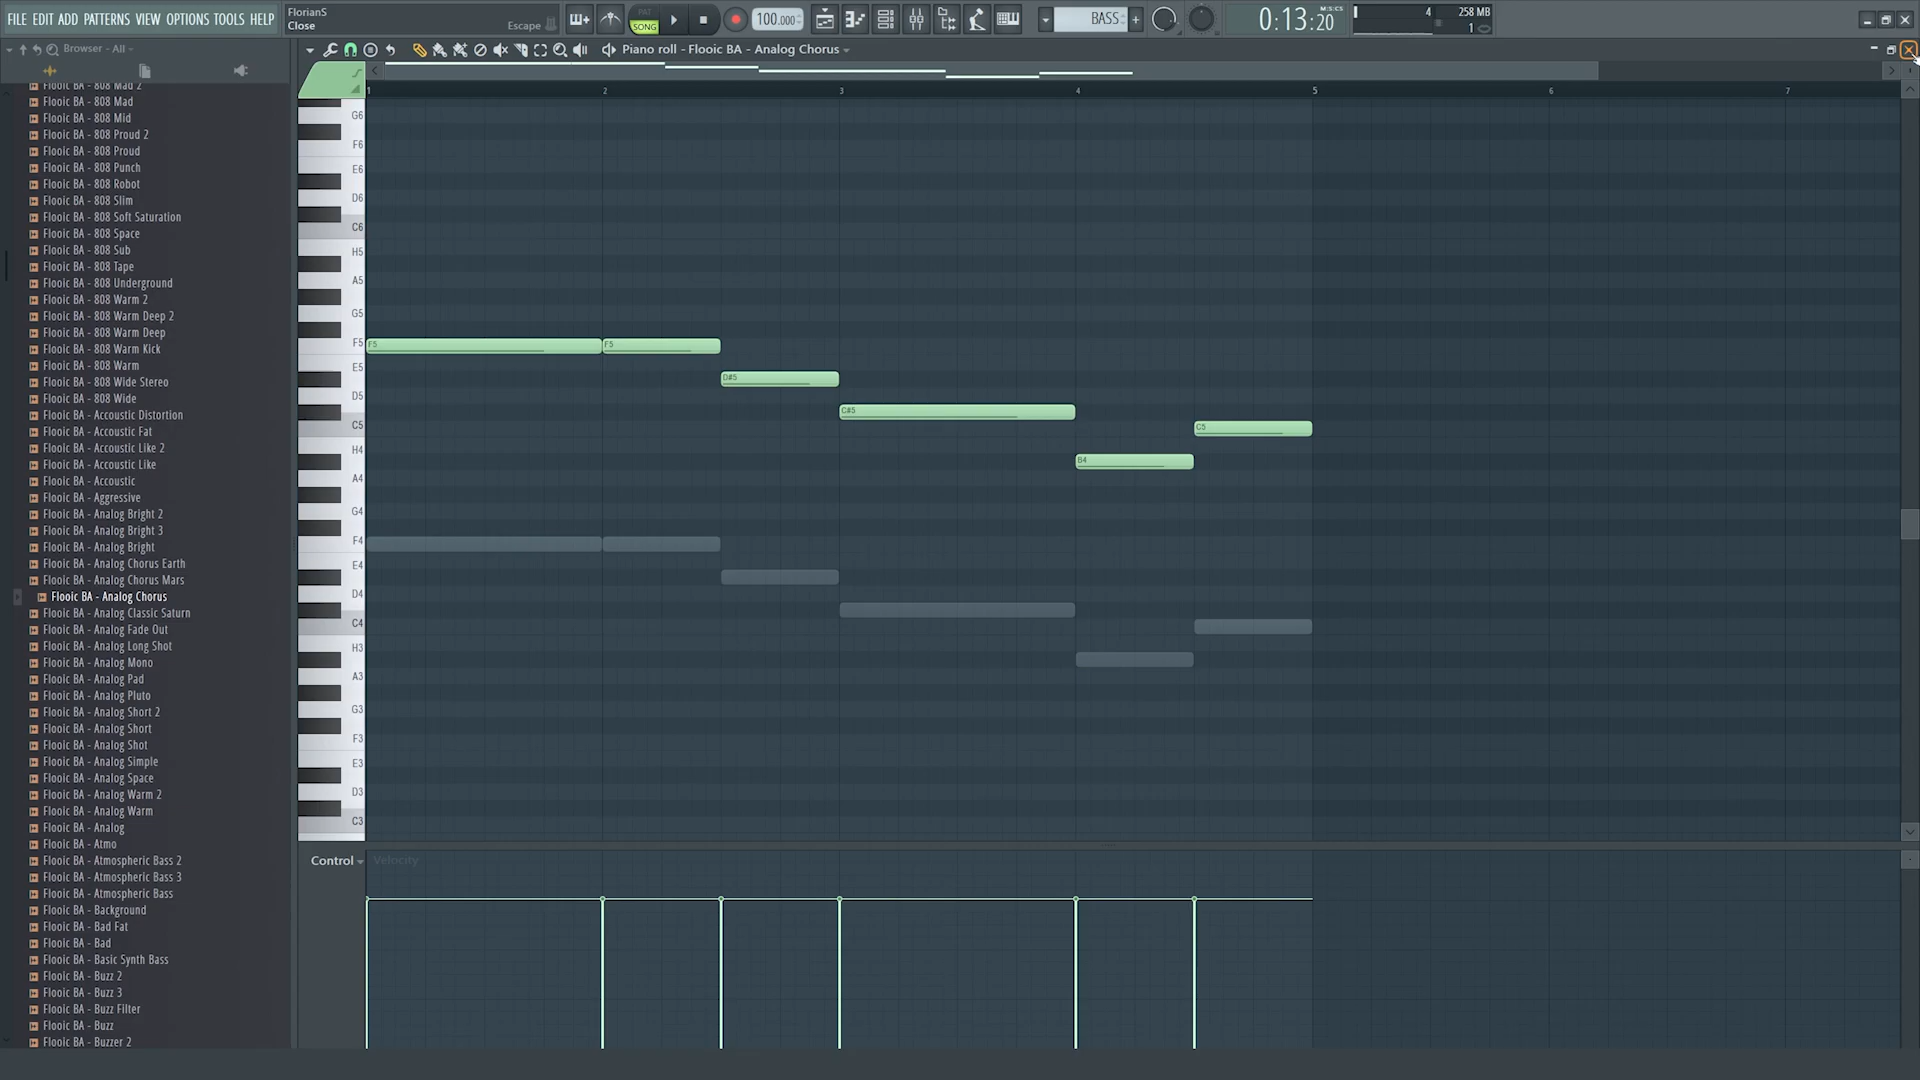 FILE EDIT ADD PATTERNS VIEW OPTIONS TOOLS HELP
FlorianS
Close
Escape
PAT
SONG
100.000
BASS
0:13:20
M:S:CS
4
258 MB
1
Browser - All
Piano roll - Flooic BA - Analog Chorus
Flooic BA - 808 Mad 2
Flooic BA - 808 Mad
Flooic BA - 808 Mid
Flooic BA - 808 Proud 2
Flooic BA - 808 Proud
Flooic BA - 808 Punch
Flooic BA - 808 Robot
Flooic BA - 808 Slim
Flooic BA - 808 Soft Saturation
Flooic BA - 808 Space
Flooic BA - 808 Sub
Flooic BA - 808 Tape
Flooic BA - 808 Underground
Flooic BA - 808 Warm 2
Flooic BA - 808 Warm Deep 2
Flooic BA - 808 Warm Deep
Flooic BA - 808 Warm Kick
Flooic BA - 808 Warm
Flooic BA - 808 Wide Stereo
Flooic BA - 808 Wide
Flooic BA - Accoustic Distortion
Flooic BA - Accoustic Fat
Flooic BA - Accoustic Like 2
Flooic BA - Accoustic Like
Flooic BA - Accoustic
Flooic BA - Aggressive
Flooic BA - Analog Bright 2
Flooic BA - Analog Bright 3
Flooic BA - Analog Bright
Flooic BA - Analog Chorus Earth
Flooic BA - Analog Chorus Mars
Flooic BA - Analog Chorus
Flooic BA - Analog Classic Saturn
Flooic BA - Analog Fade Out
Flooic BA - Analog Long Shot
Flooic BA - Analog Mono
Flooic BA - Analog Pad
Flooic BA - Analog Pluto
Flooic BA - Analog Short 2
Flooic BA - Analog Short
Flooic BA - Analog Shot
Flooic BA - Analog Simple
Flooic BA - Analog Space
Flooic BA - Analog Warm 2
Flooic BA - Analog Warm
Flooic BA - Analog
Flooic BA - Atmo
Flooic BA - Atmospheric Bass 2
Flooic BA - Atmospheric Bass 3
Flooic BA - Atmospheric Bass
Flooic BA - Background
Flooic BA - Bad Fat
Flooic BA - Bad
Flooic BA - Basic Synth Bass
Flooic BA - Buzz 2
Flooic BA - Buzz 3
Flooic BA - Buzz Filter
Flooic BA - Buzz
Flooic BA - Buzzer 2
1 2 3 4 5 6 7
G6
F6
E6
D6
C6
H5
A5
G5
F5
E5
D5
C5
H4
A4
G4
F4
E4
D4
C4
H3
A3
G3
F3
E3
D3
C3
F5
F5
D#5
C#5
B4
C5
Control
Velocity